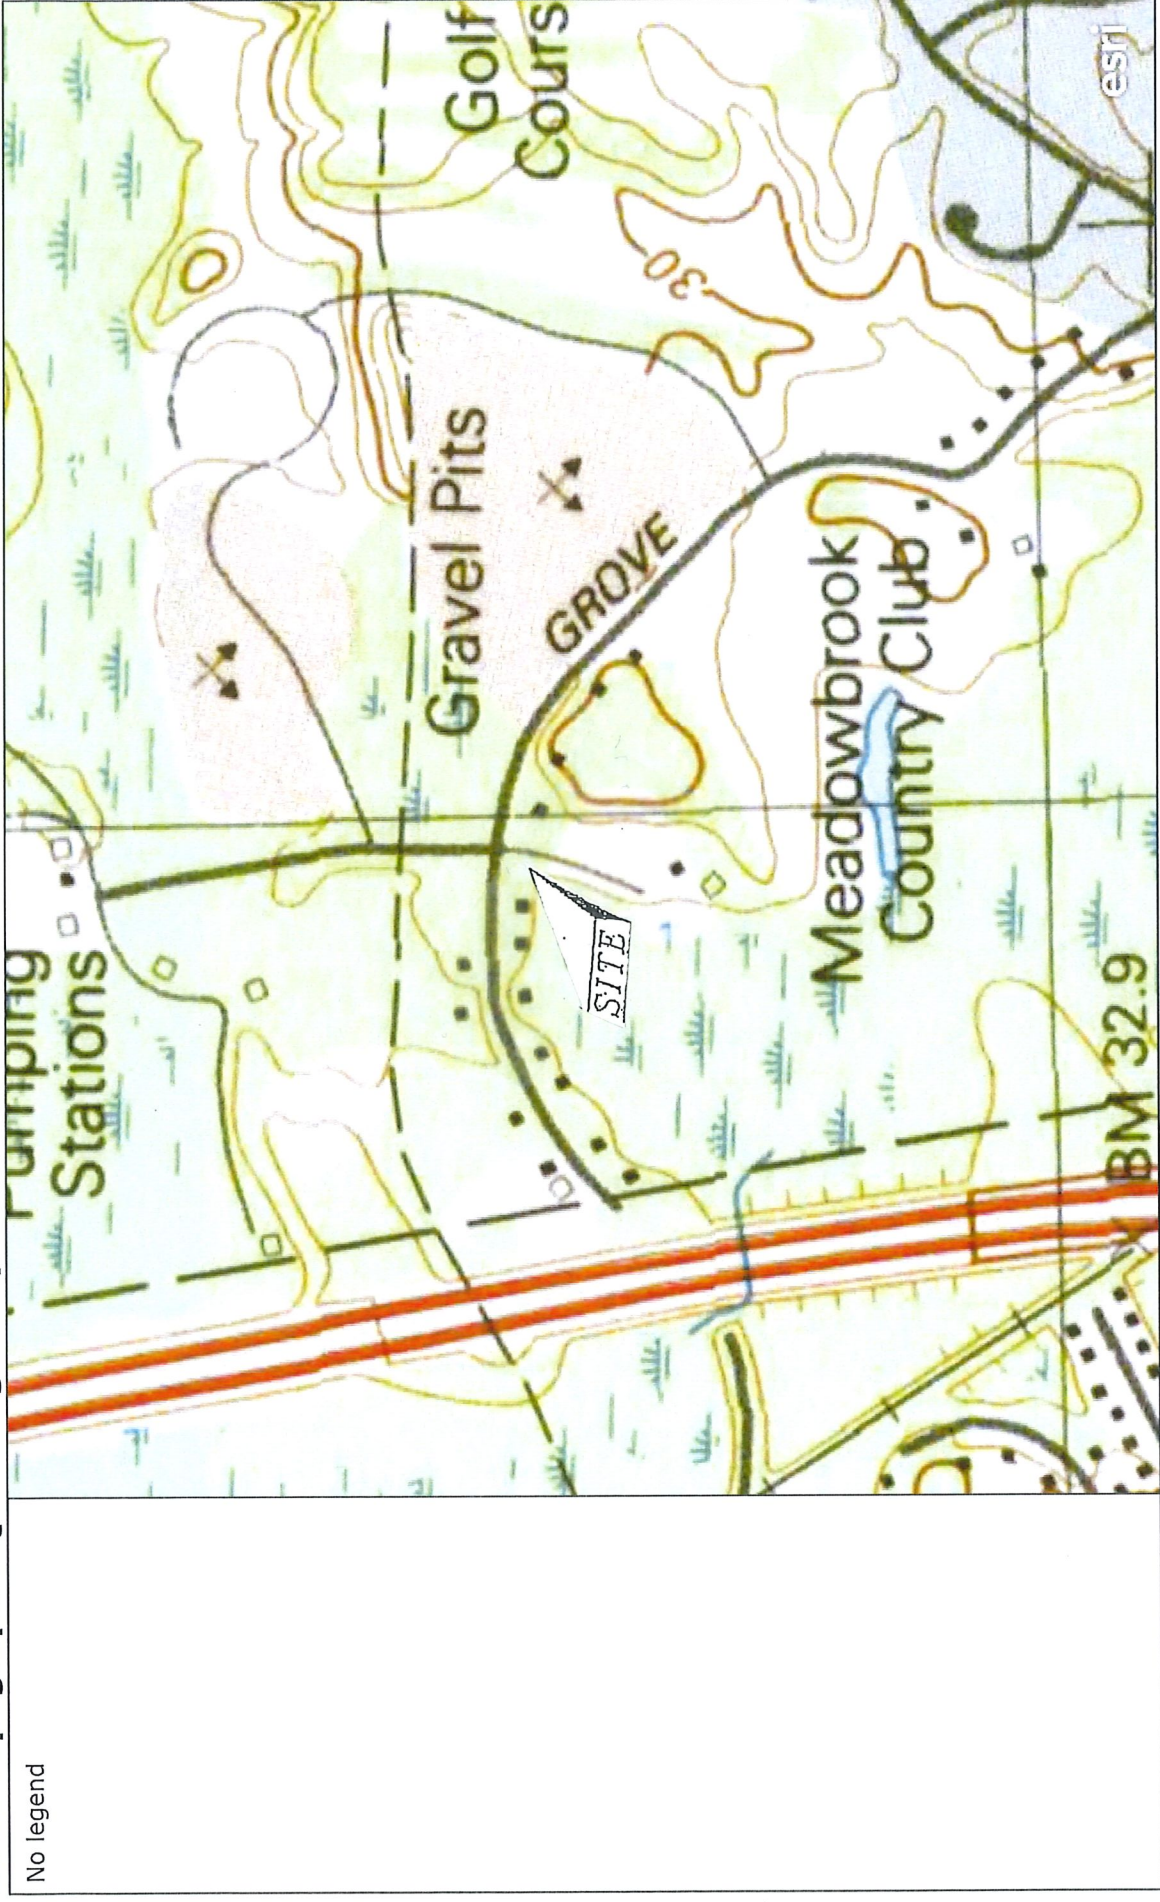 No legend
Pumping
Stations
Gravel Pits
Golf
Cours
GROVE
30
SITE
Meadowbrook
Country Club
BM 32.9
esri